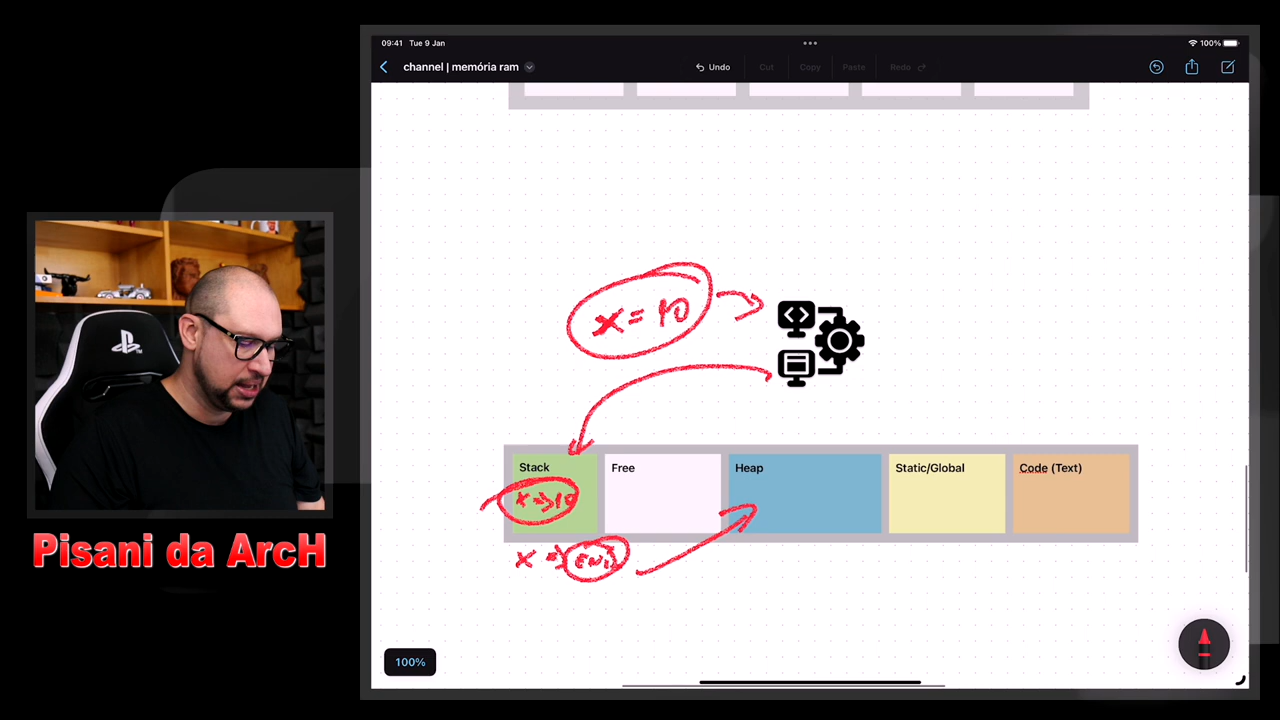 09:41 Tue 9 Jan
100%
channel | memória ram
Undo
Cut
Copy
Paste
Redo
x = 10
Stack
Free
Heap
Static/Global
Code (Text)
x → 10
x →
Pisani da ArcH
100%